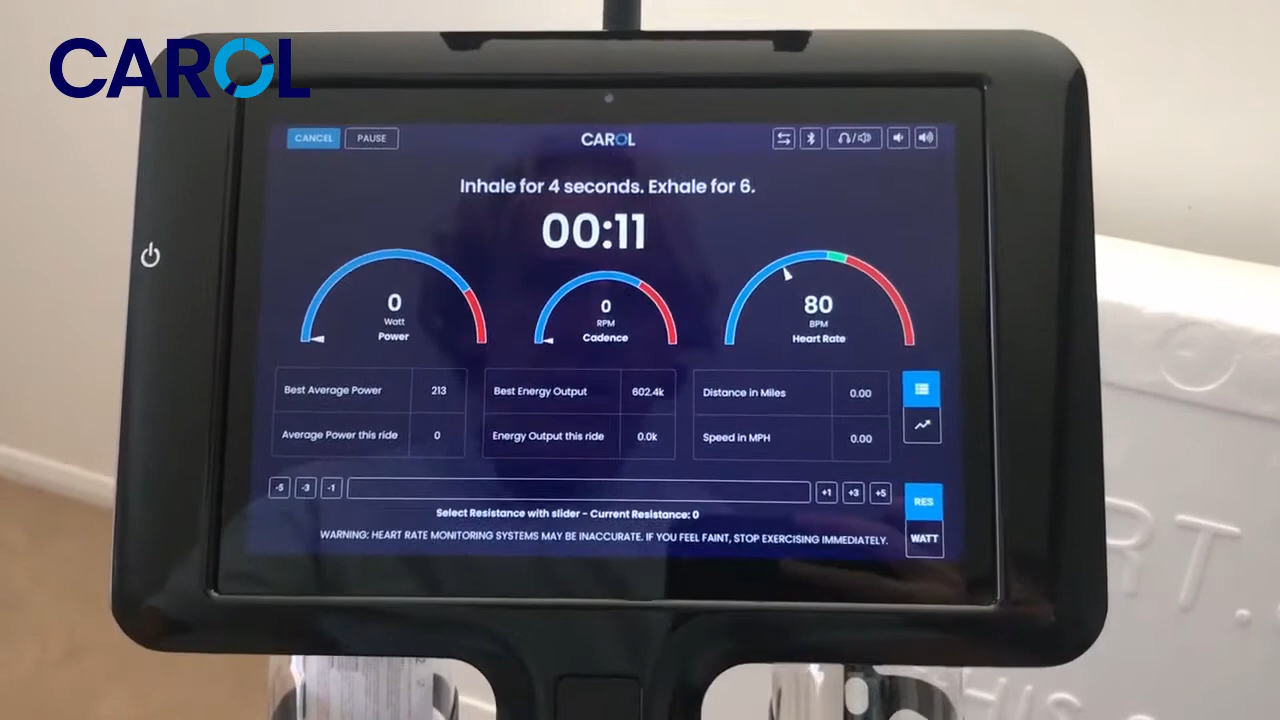 CAROL
CANCEL
PAUSE
CAROL
Inhale for 4 seconds. Exhale for 6.
00:11
0
Watt
Power
0
RPM
Cadence
80
BPM
Heart Rate
Best Average Power 213
Average Power this ride 0
Best Energy Output 602.4k
Energy Output this ride 0.0k
Distance in Miles 0.00
Speed in MPH 0.00
-5 -3 -1
+1 +3 +5
RES
WATT
Select Resistance with slider - Current Resistance: 0
WARNING: HEART RATE MONITORING SYSTEMS MAY BE INACCURATE. IF YOU FEEL FAINT, STOP EXERCISING IMMEDIATELY.
RT.
HIS